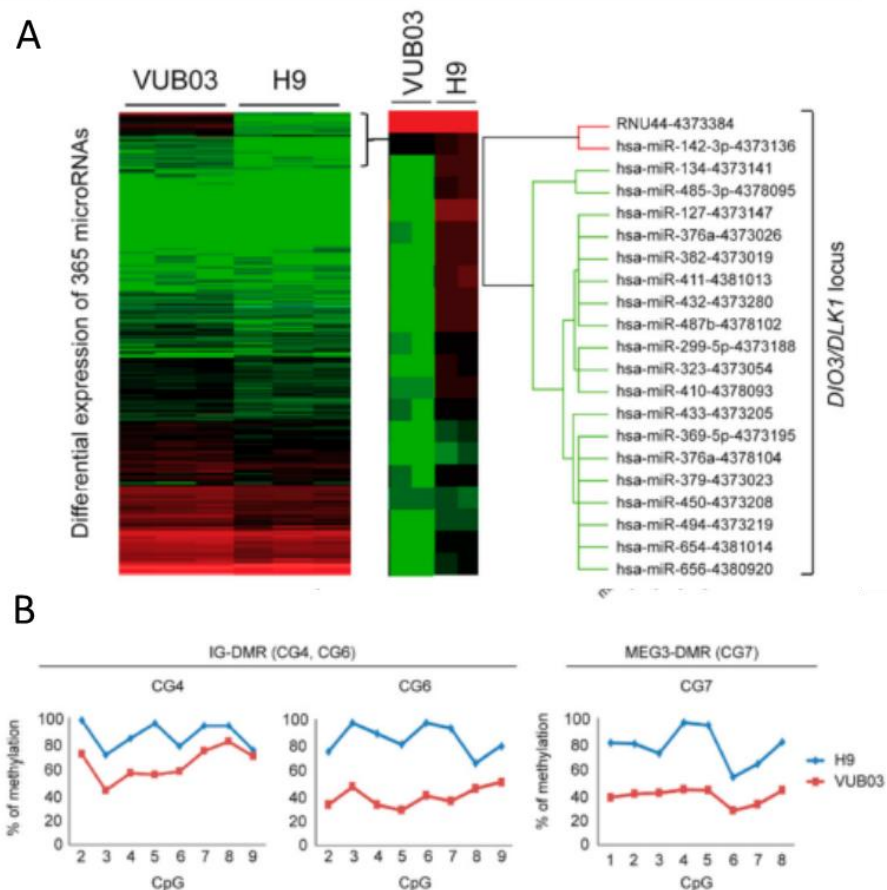 A
VUB03 H9
VUB03 H9
Differential expression of 365 microRNAs
RNU44-4373384
hsa-miR-142-3p-4373136
hsa-miR-134-4373141
hsa-miR-485-3p-4378095
hsa-miR-127-4373147
hsa-miR-376a-4373026
hsa-miR-382-4373019
hsa-miR-411-4381013
hsa-miR-432-4373280
hsa-miR-487b-4378102
hsa-miR-299-5p-4373188
hsa-miR-323-4373054
hsa-miR-410-4378093
hsa-miR-433-4373205
hsa-miR-369-5p-4373195
hsa-miR-376a-4378104
hsa-miR-379-4373023
hsa-miR-450-4373208
hsa-miR-494-4373219
hsa-miR-654-4381014
hsa-miR-656-4380920
DIO3/DLK1 locus
B
IG-DMR (CG4, CG6)
MEG3-DMR (CG7)
CG4
CG6
CG7
% of methylation
100
80
60
40
20
0
2 3 4 5 6 7 8 9
CpG
100
80
60
40
20
0
2 3 4 5 6 7 8 9
CpG
% of methylation
100
80
60
40
20
0
1 2 3 4 5 6 7 8
CpG
H9
VUB03